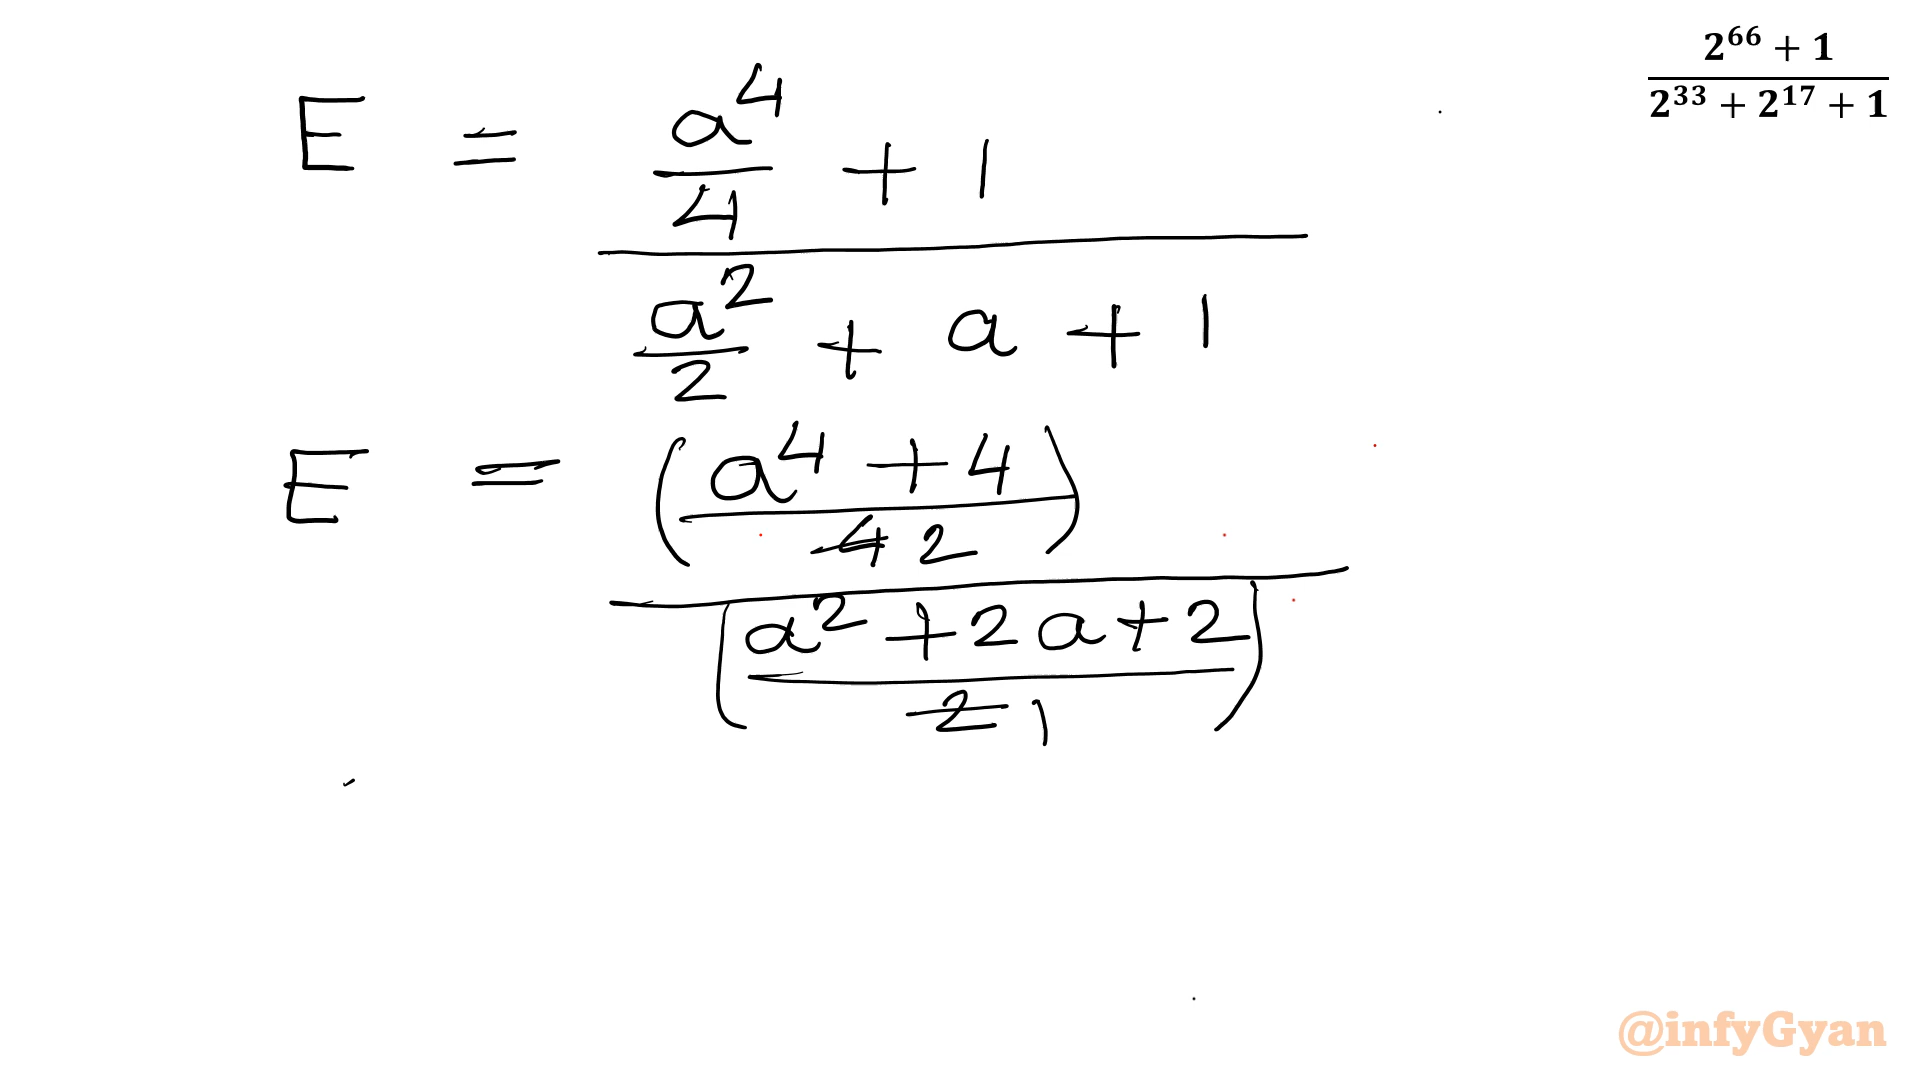 2^66 + 1
2^33 + 2^17 + 1
E = a^4/4 + 1
a^2/2 + a + 1
E = (a^4 + 4 / 4 2)
(a^2 + 2a + 2 / 2 1)
@infyGyan